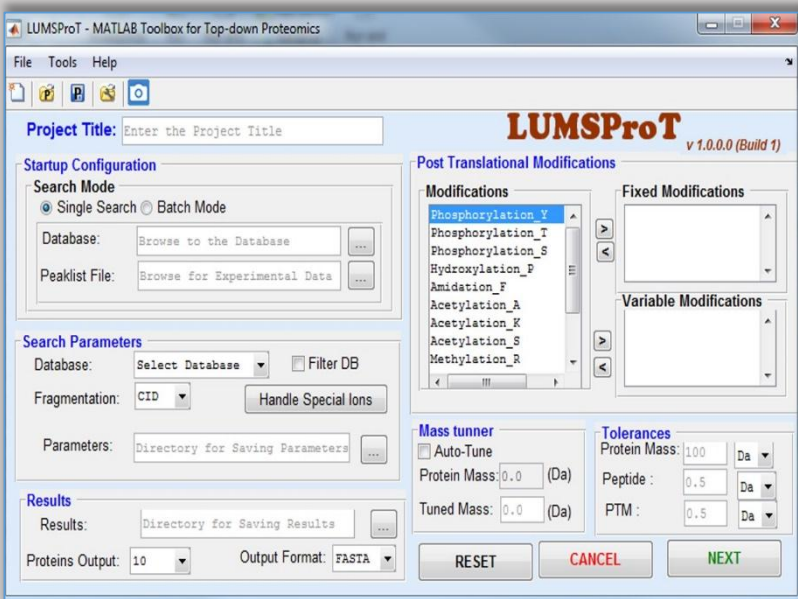 LUMSProT - MATLAB Toolbox for Top-down Proteomics
File Tools Help
Project Title: Enter the Project Title
LUMSProT
v 1.0.0.0 (Build 1)
Startup Configuration
Search Mode
Single Search Batch Mode
Database: Browse to the Database ...
Peaklist File: Browse for Experimental Data ...
Search Parameters
Database: Select Database Filter DB
Fragmentation: CID Handle Special Ions
Parameters: Directory for Saving Parameters ...
Results
Results: Directory for Saving Results ...
Proteins Output: 10 Output Format: FASTA
Post Translational Modifications
Modifications
Phosphorylation_Y
Phosphorylation_T
Phosphorylation_S
Hydroxylation_P
Amidation_F
Acetylation_A
Acetylation_K
Acetylation_S
Methylation_R
>
<
>
<
Fixed Modifications
Variable Modifications
Mass tunner
Auto-Tune
Protein Mass: 0.0 (Da)
Tuned Mass: 0.0 (Da)
Tolerances
Protein Mass: 100 Da
Peptide : 0.5 Da
PTM : 0.5 Da
RESET CANCEL NEXT